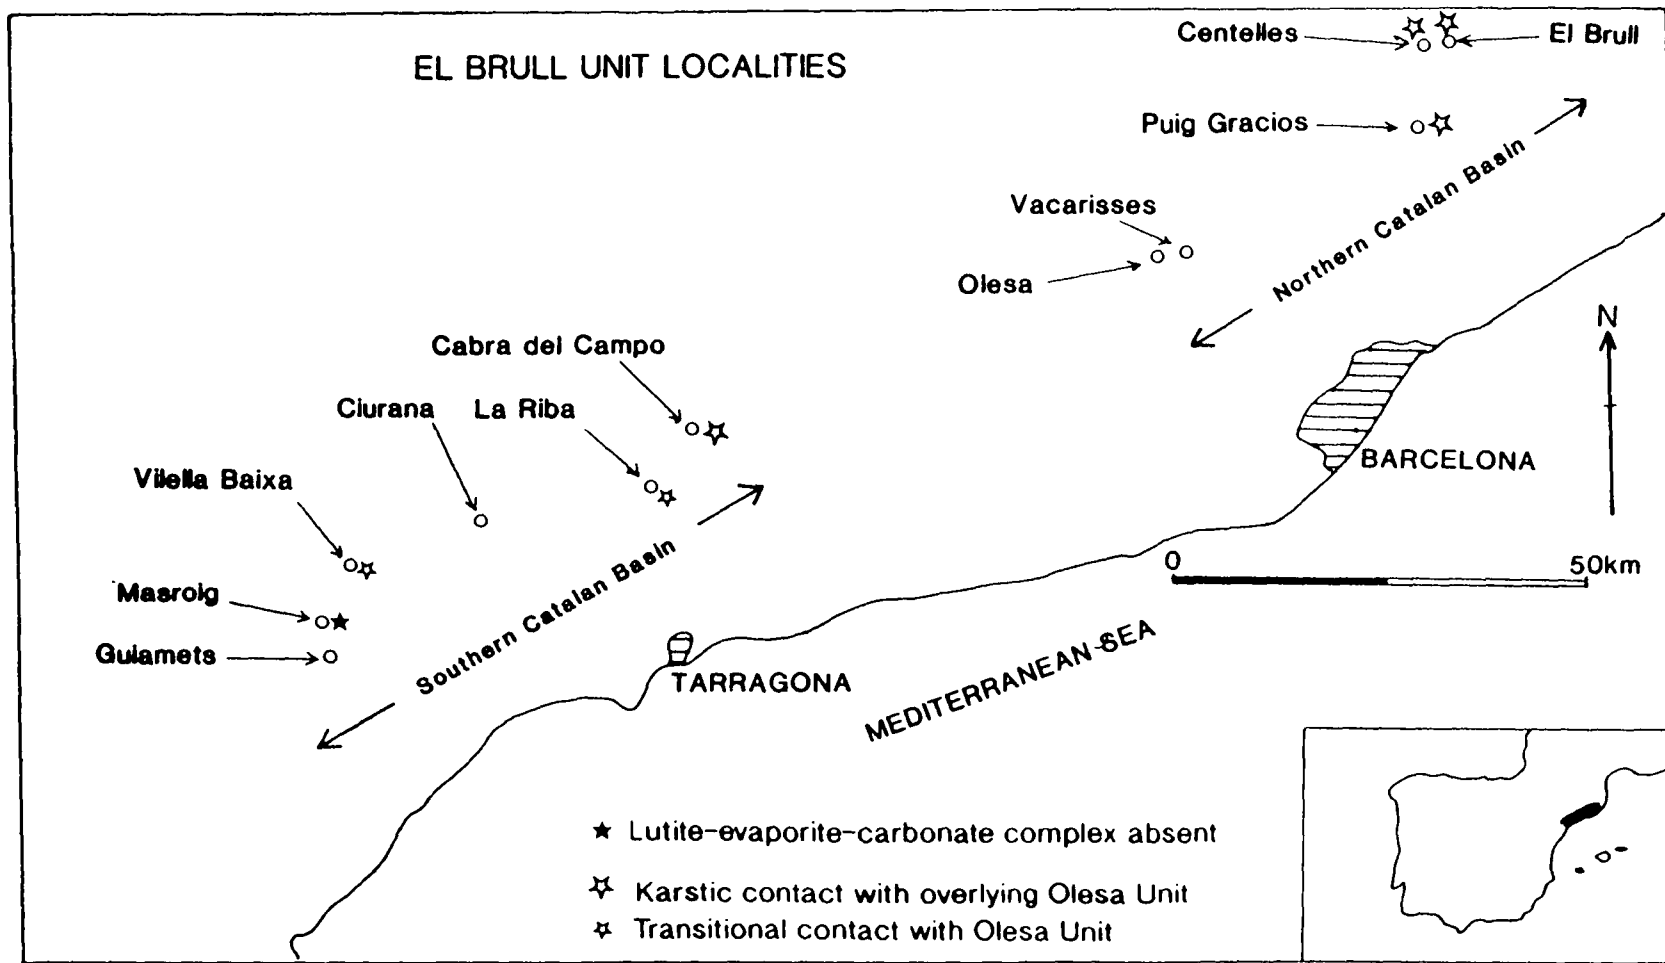 EL BRULL UNIT LOCALITIES
Centelles
El Brull
Puig Gracios
Northern Catalan Basin
Vacarisses
Olesa
N
Cabra del Campo
Ciurana
La Riba
Vilella Baixa
BARCELONA
0
50km
Masroig
Guiamets
Southern Catalan Basin
TARRAGONA
MEDITERRANEAN SEA
Lutite-evaporite-carbonate complex absent
Karstic contact with overlying Olesa Unit
Transitional contact with Olesa Unit